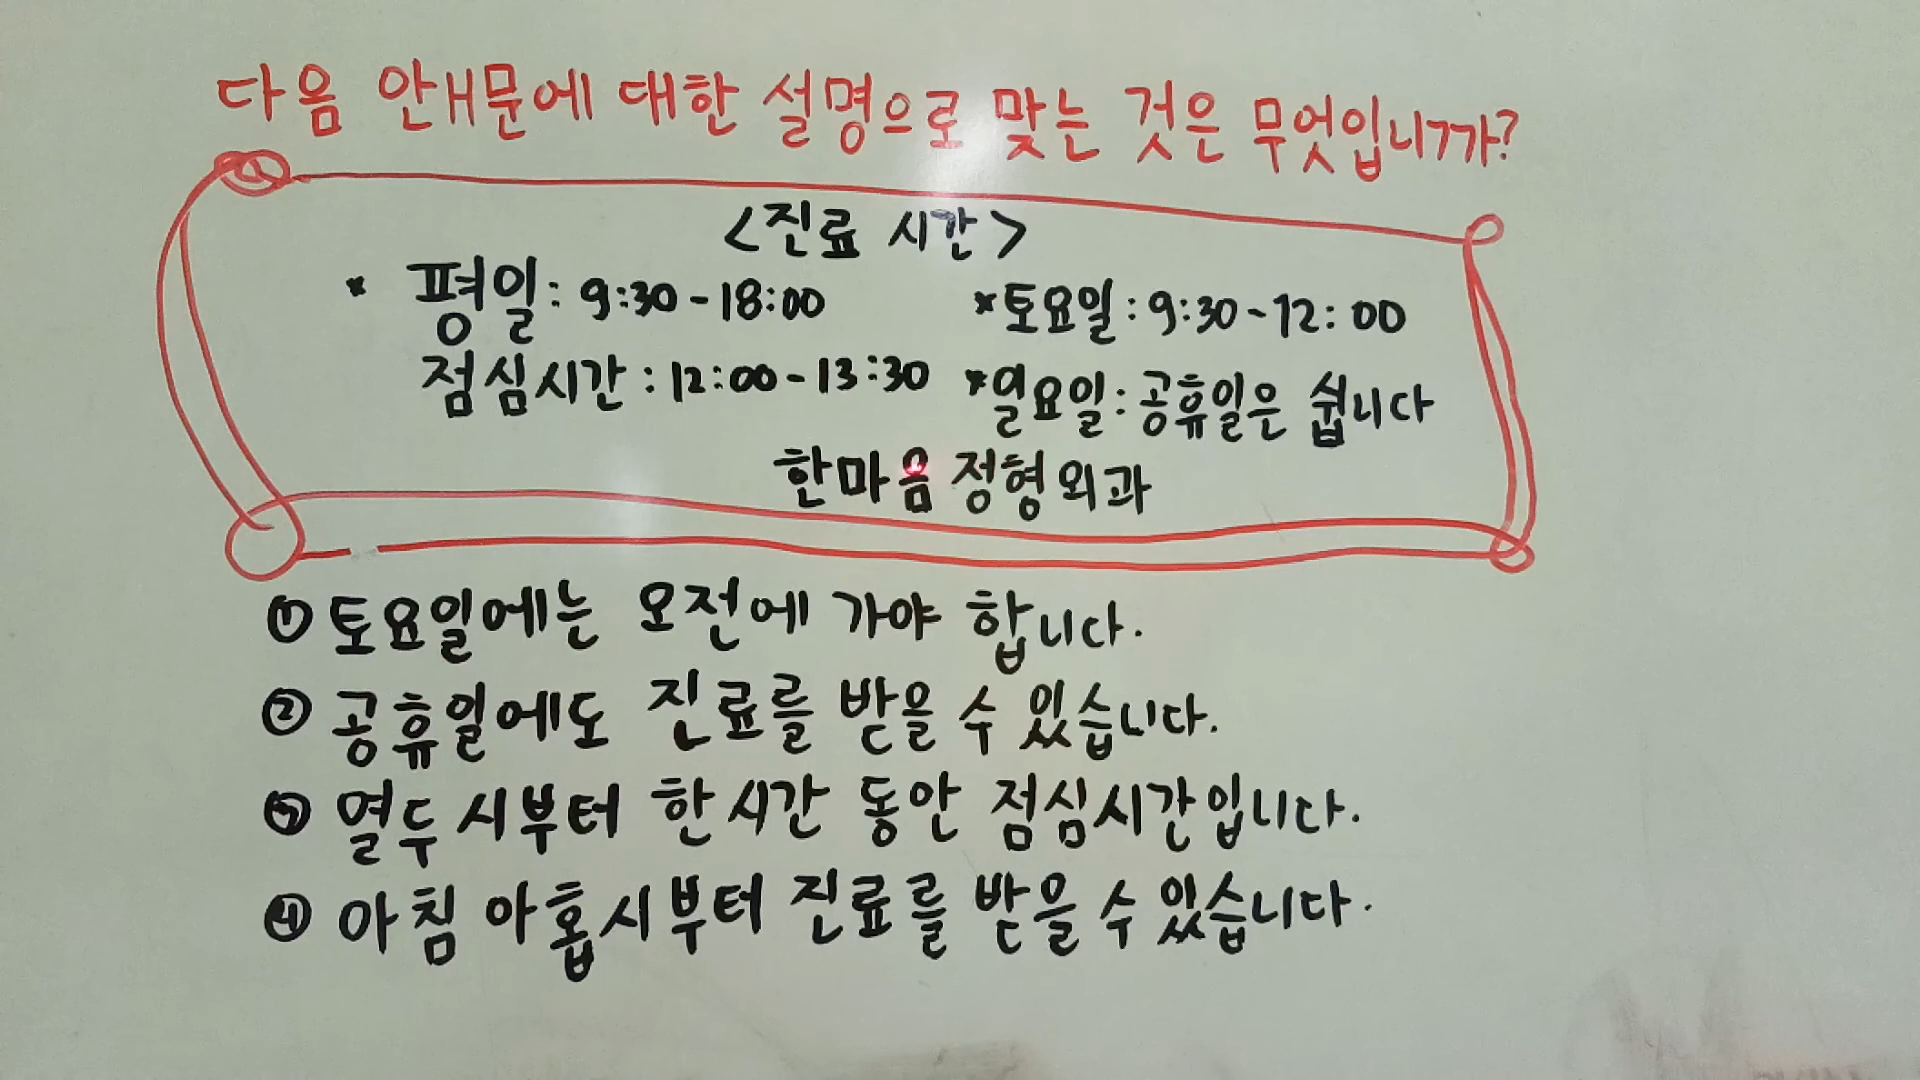 다음 안내문에 대한 설명으로 맞는 것은 무엇입니까?
<진료 시간>
* 평일: 9:30-18:00 *토요일: 9:30-12:00
점심시간: 12:00-13:30 *일요일: 공휴일은 쉽니다
한마음 정형외과
① 토요일에는 오전에 가야 합니다.
② 공휴일에도 진료를 받을 수 있습니다.
③ 열두 시부터 한 시간 동안 점심시간입니다.
④ 아침 아홉시부터 진료를 받을 수 있습니다.